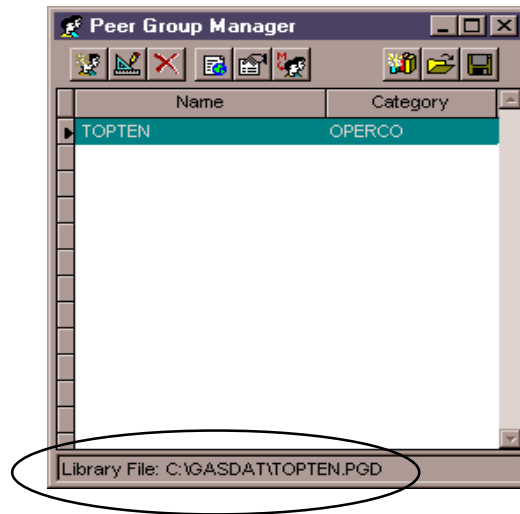 Peer Group Manager
Name Category
TOPTEN OPERCO
Library File: C:\GASDAT\TOPTEN.PGD